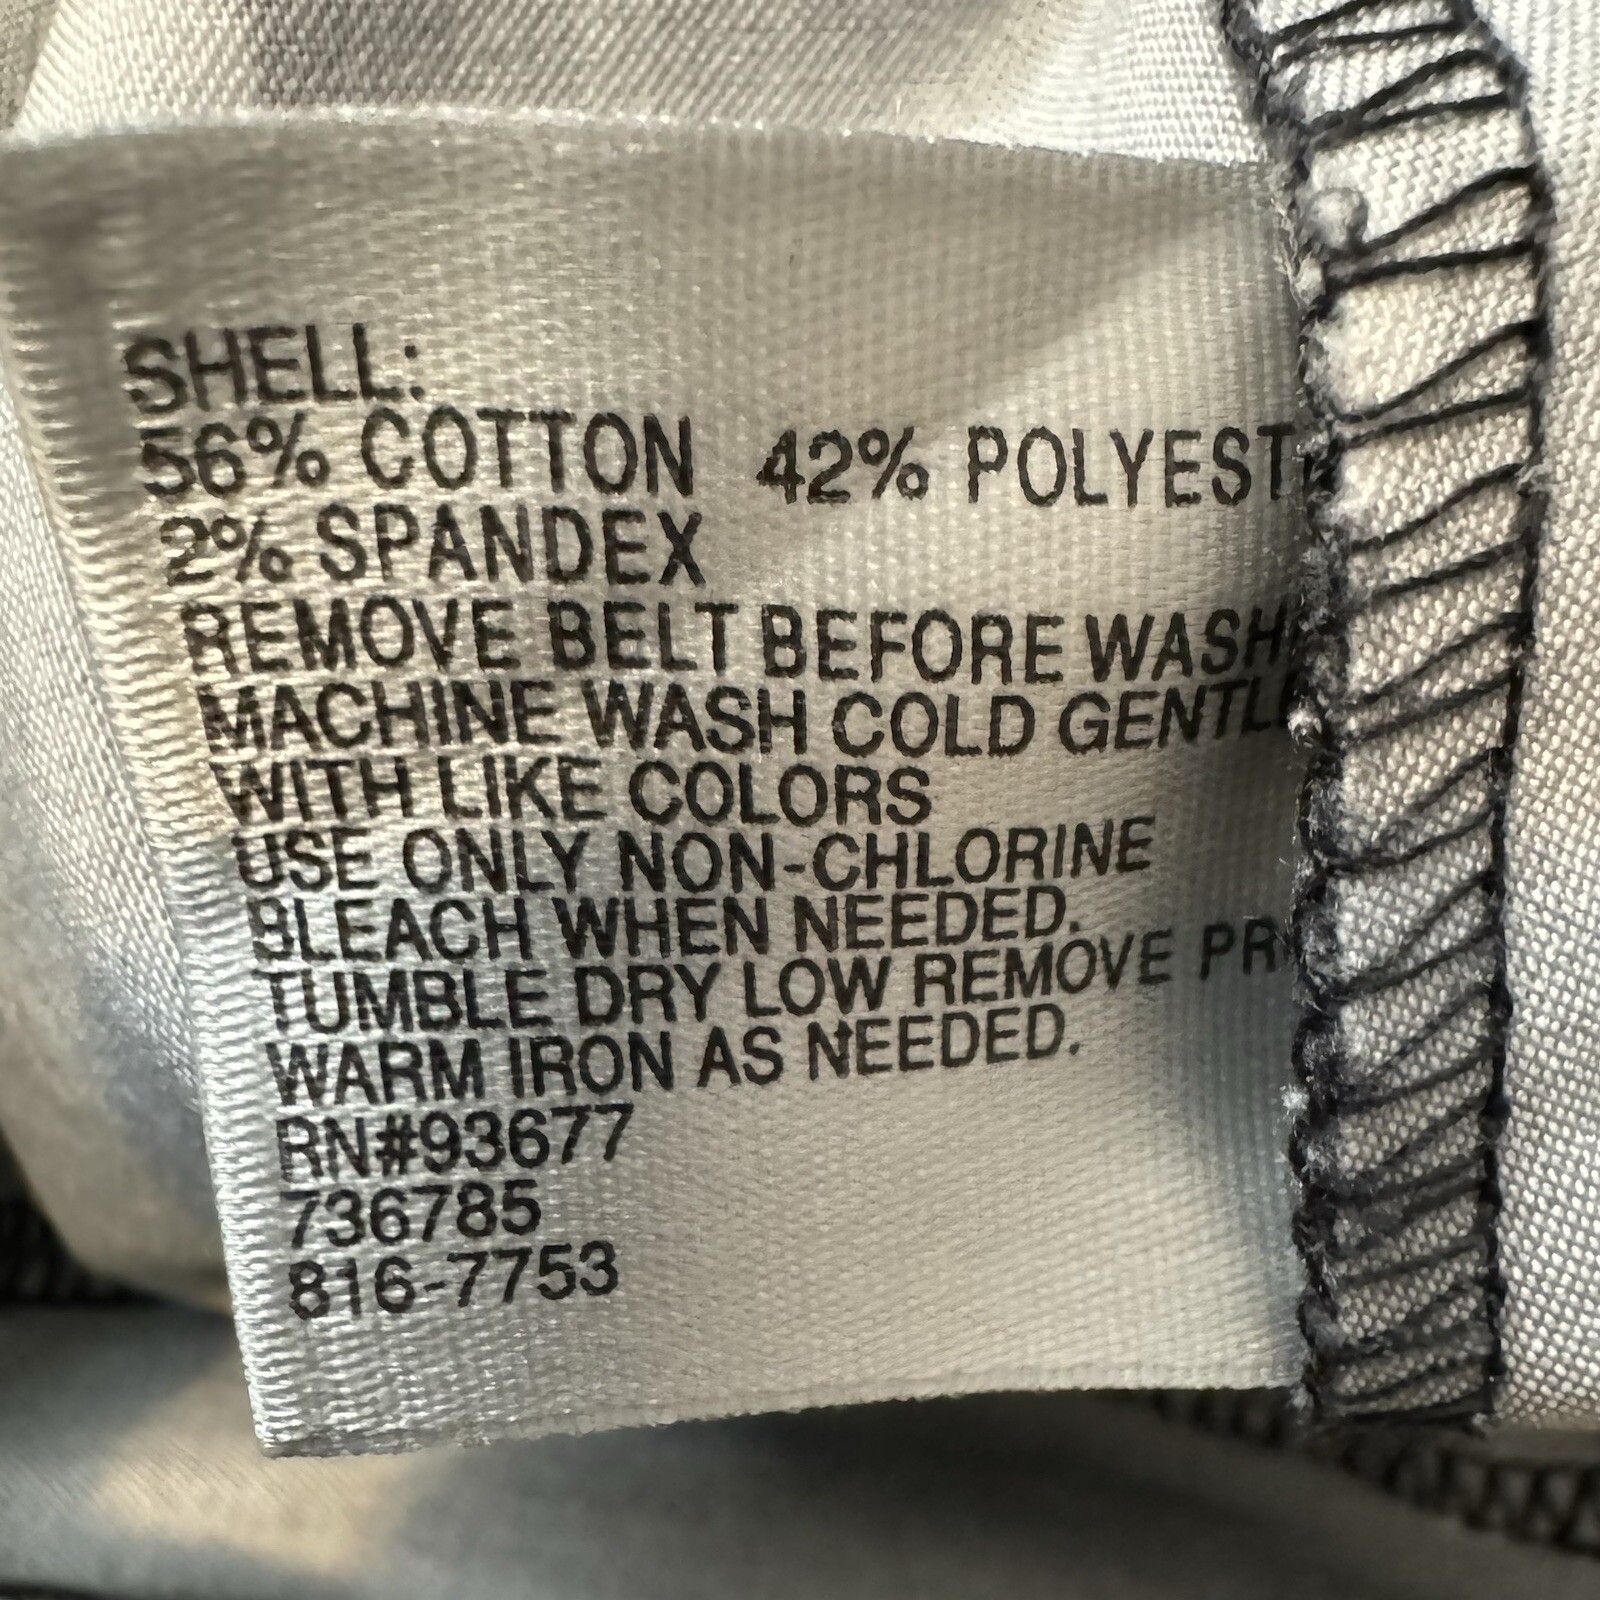 SHELL:
56% COTTON 42% POLYEST
2% SPANDEX
REMOVE BELT BEFORE WASH
MACHINE WASH COLD GENTLE
WITH LIKE COLORS
USE ONLY NON-CHLORINE
BLEACH WHEN NEEDED.
TUMBLE DRY LOW REMOVE PR
WARM IRON AS NEEDED.
RN#93677
736785
816-7753